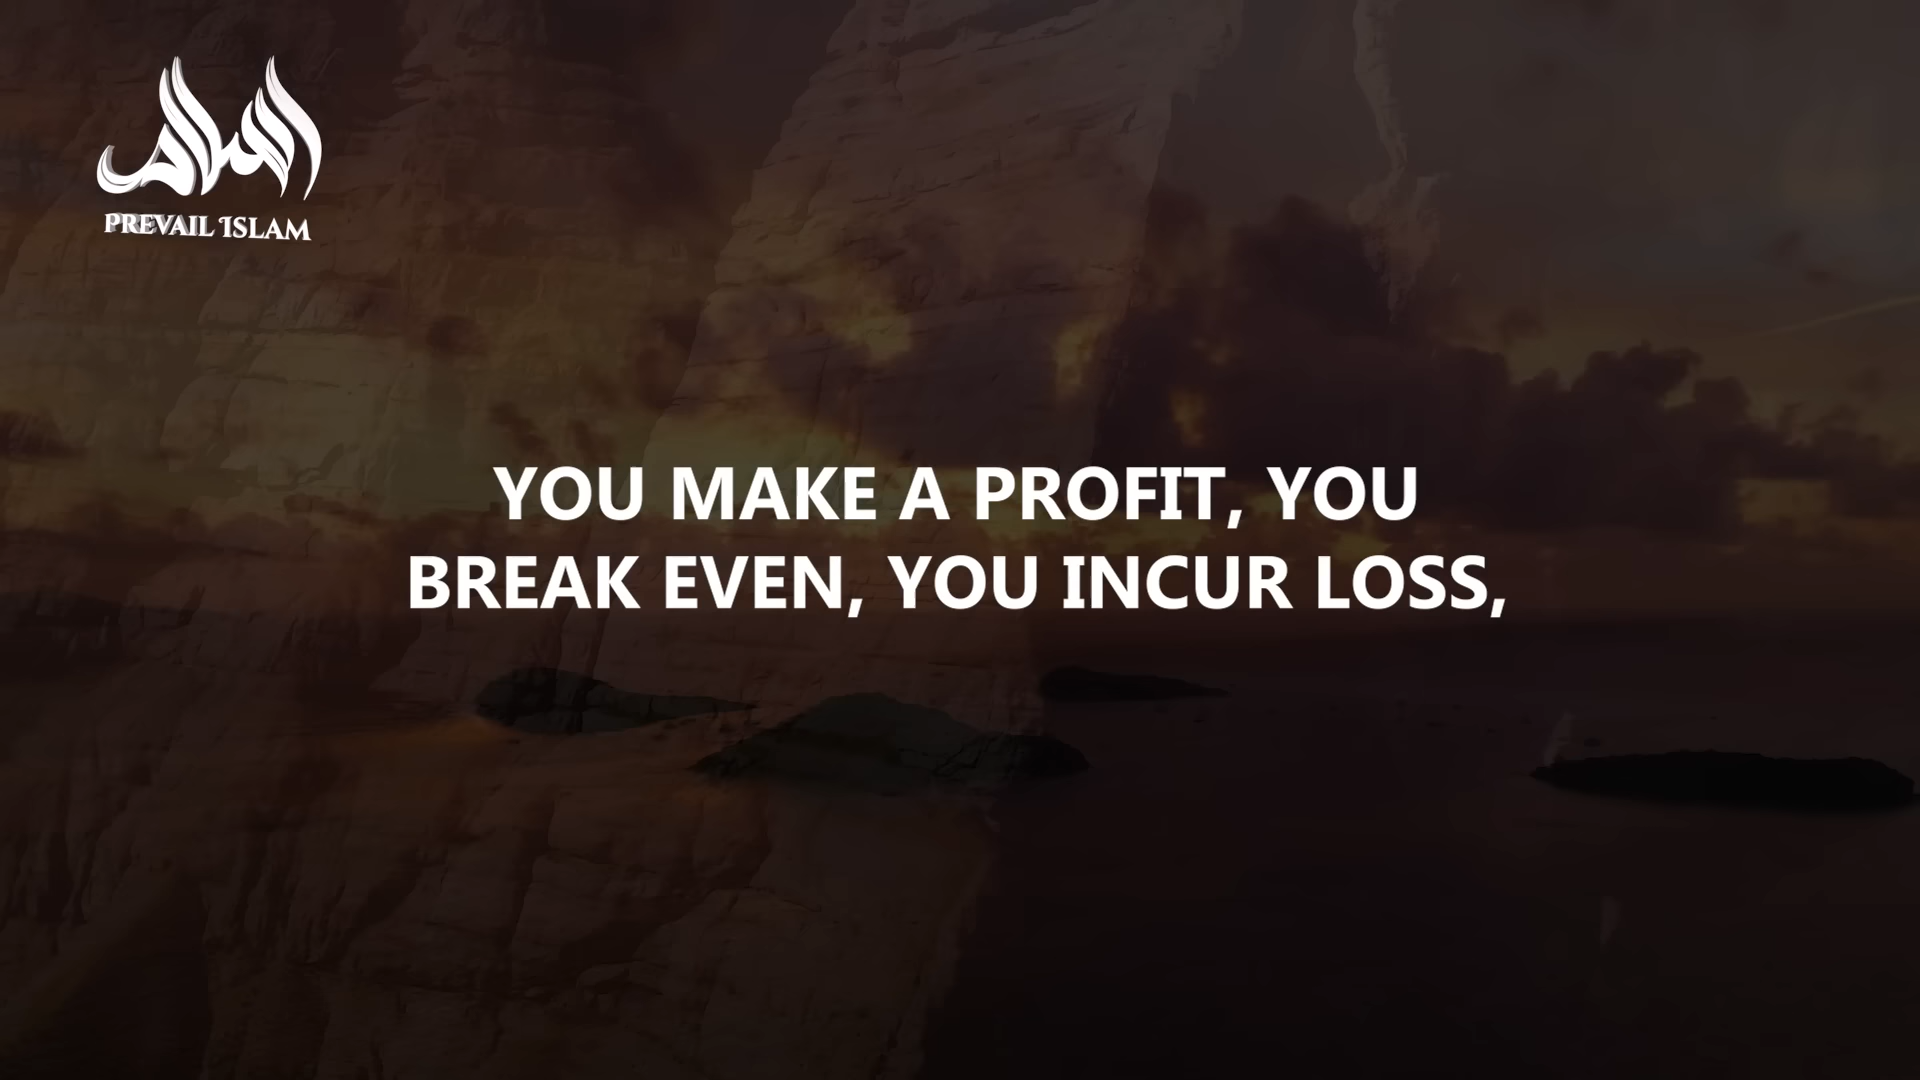 PREVAIL ISLAM
YOU MAKE A PROFIT, YOU
BREAK EVEN, YOU INCUR LOSS,